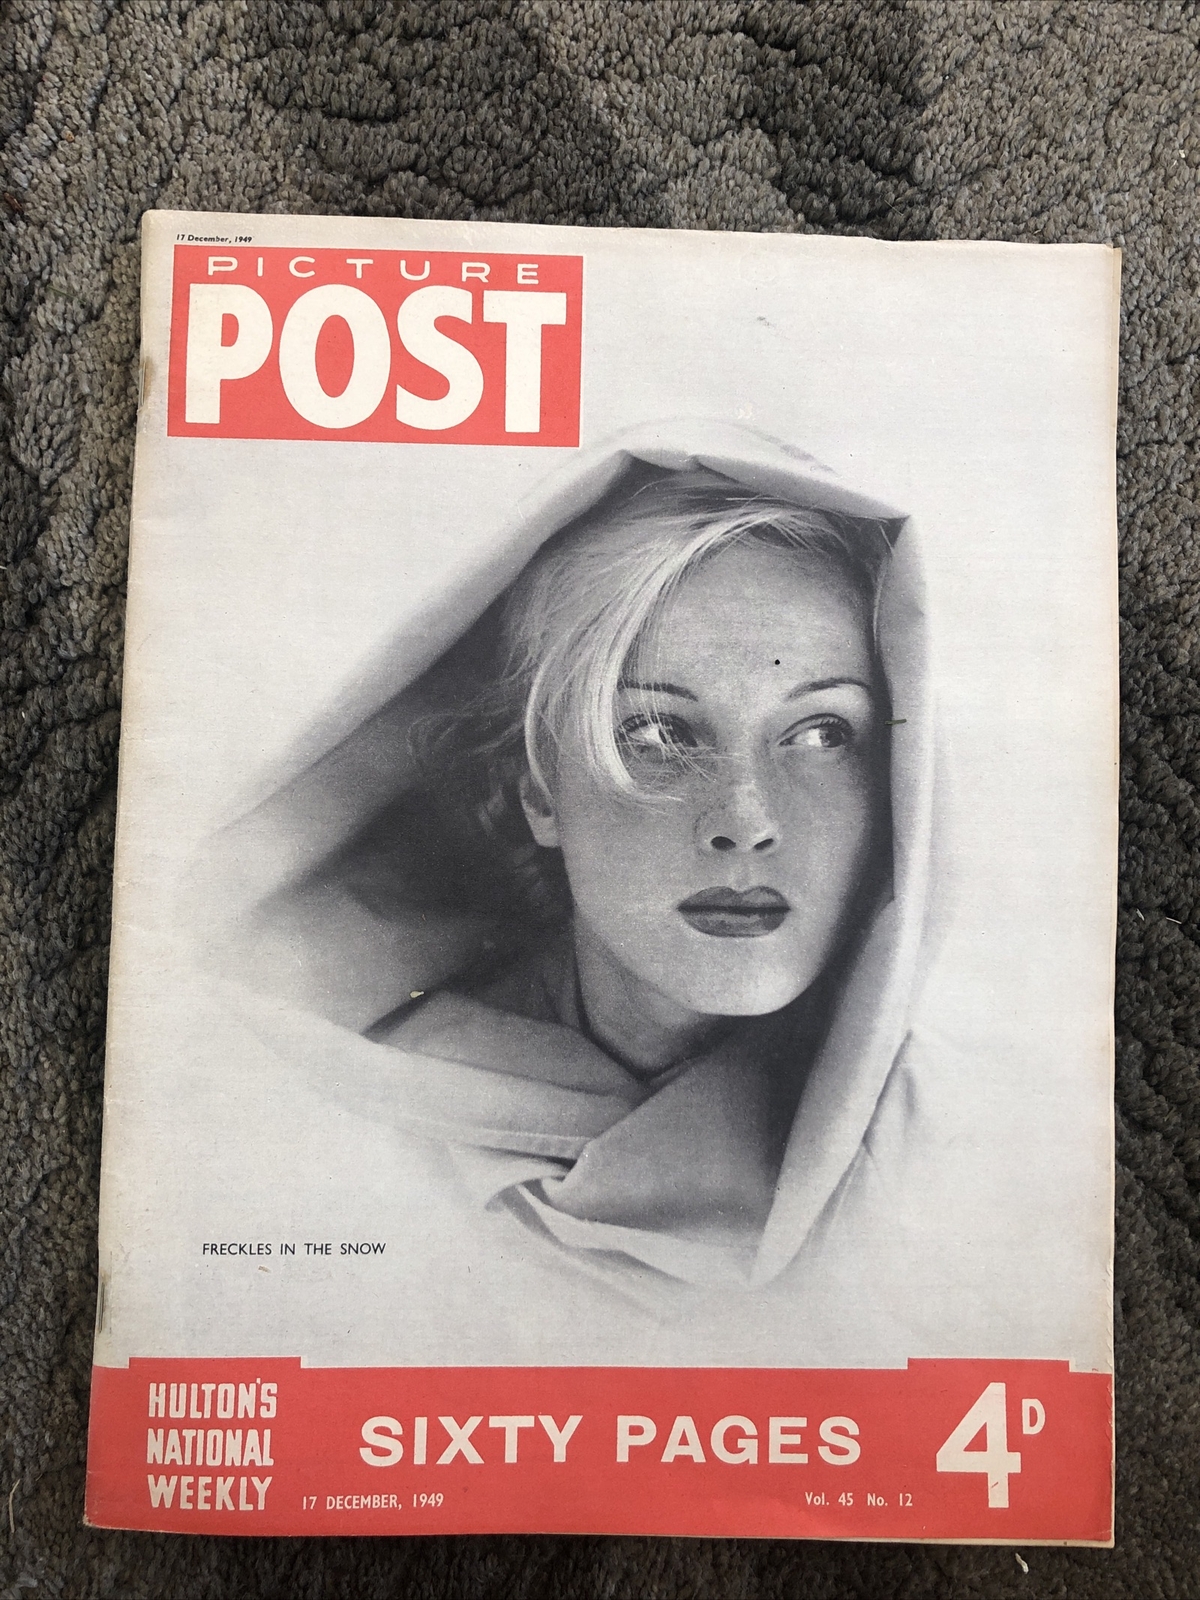 17 December, 1949
PICTURE
POST
FRECKLES IN THE SNOW
HULTON'S
NATIONAL
WEEKLY
SIXTY PAGES
4D
17 DECEMBER, 1949
Vol. 45 No. 12